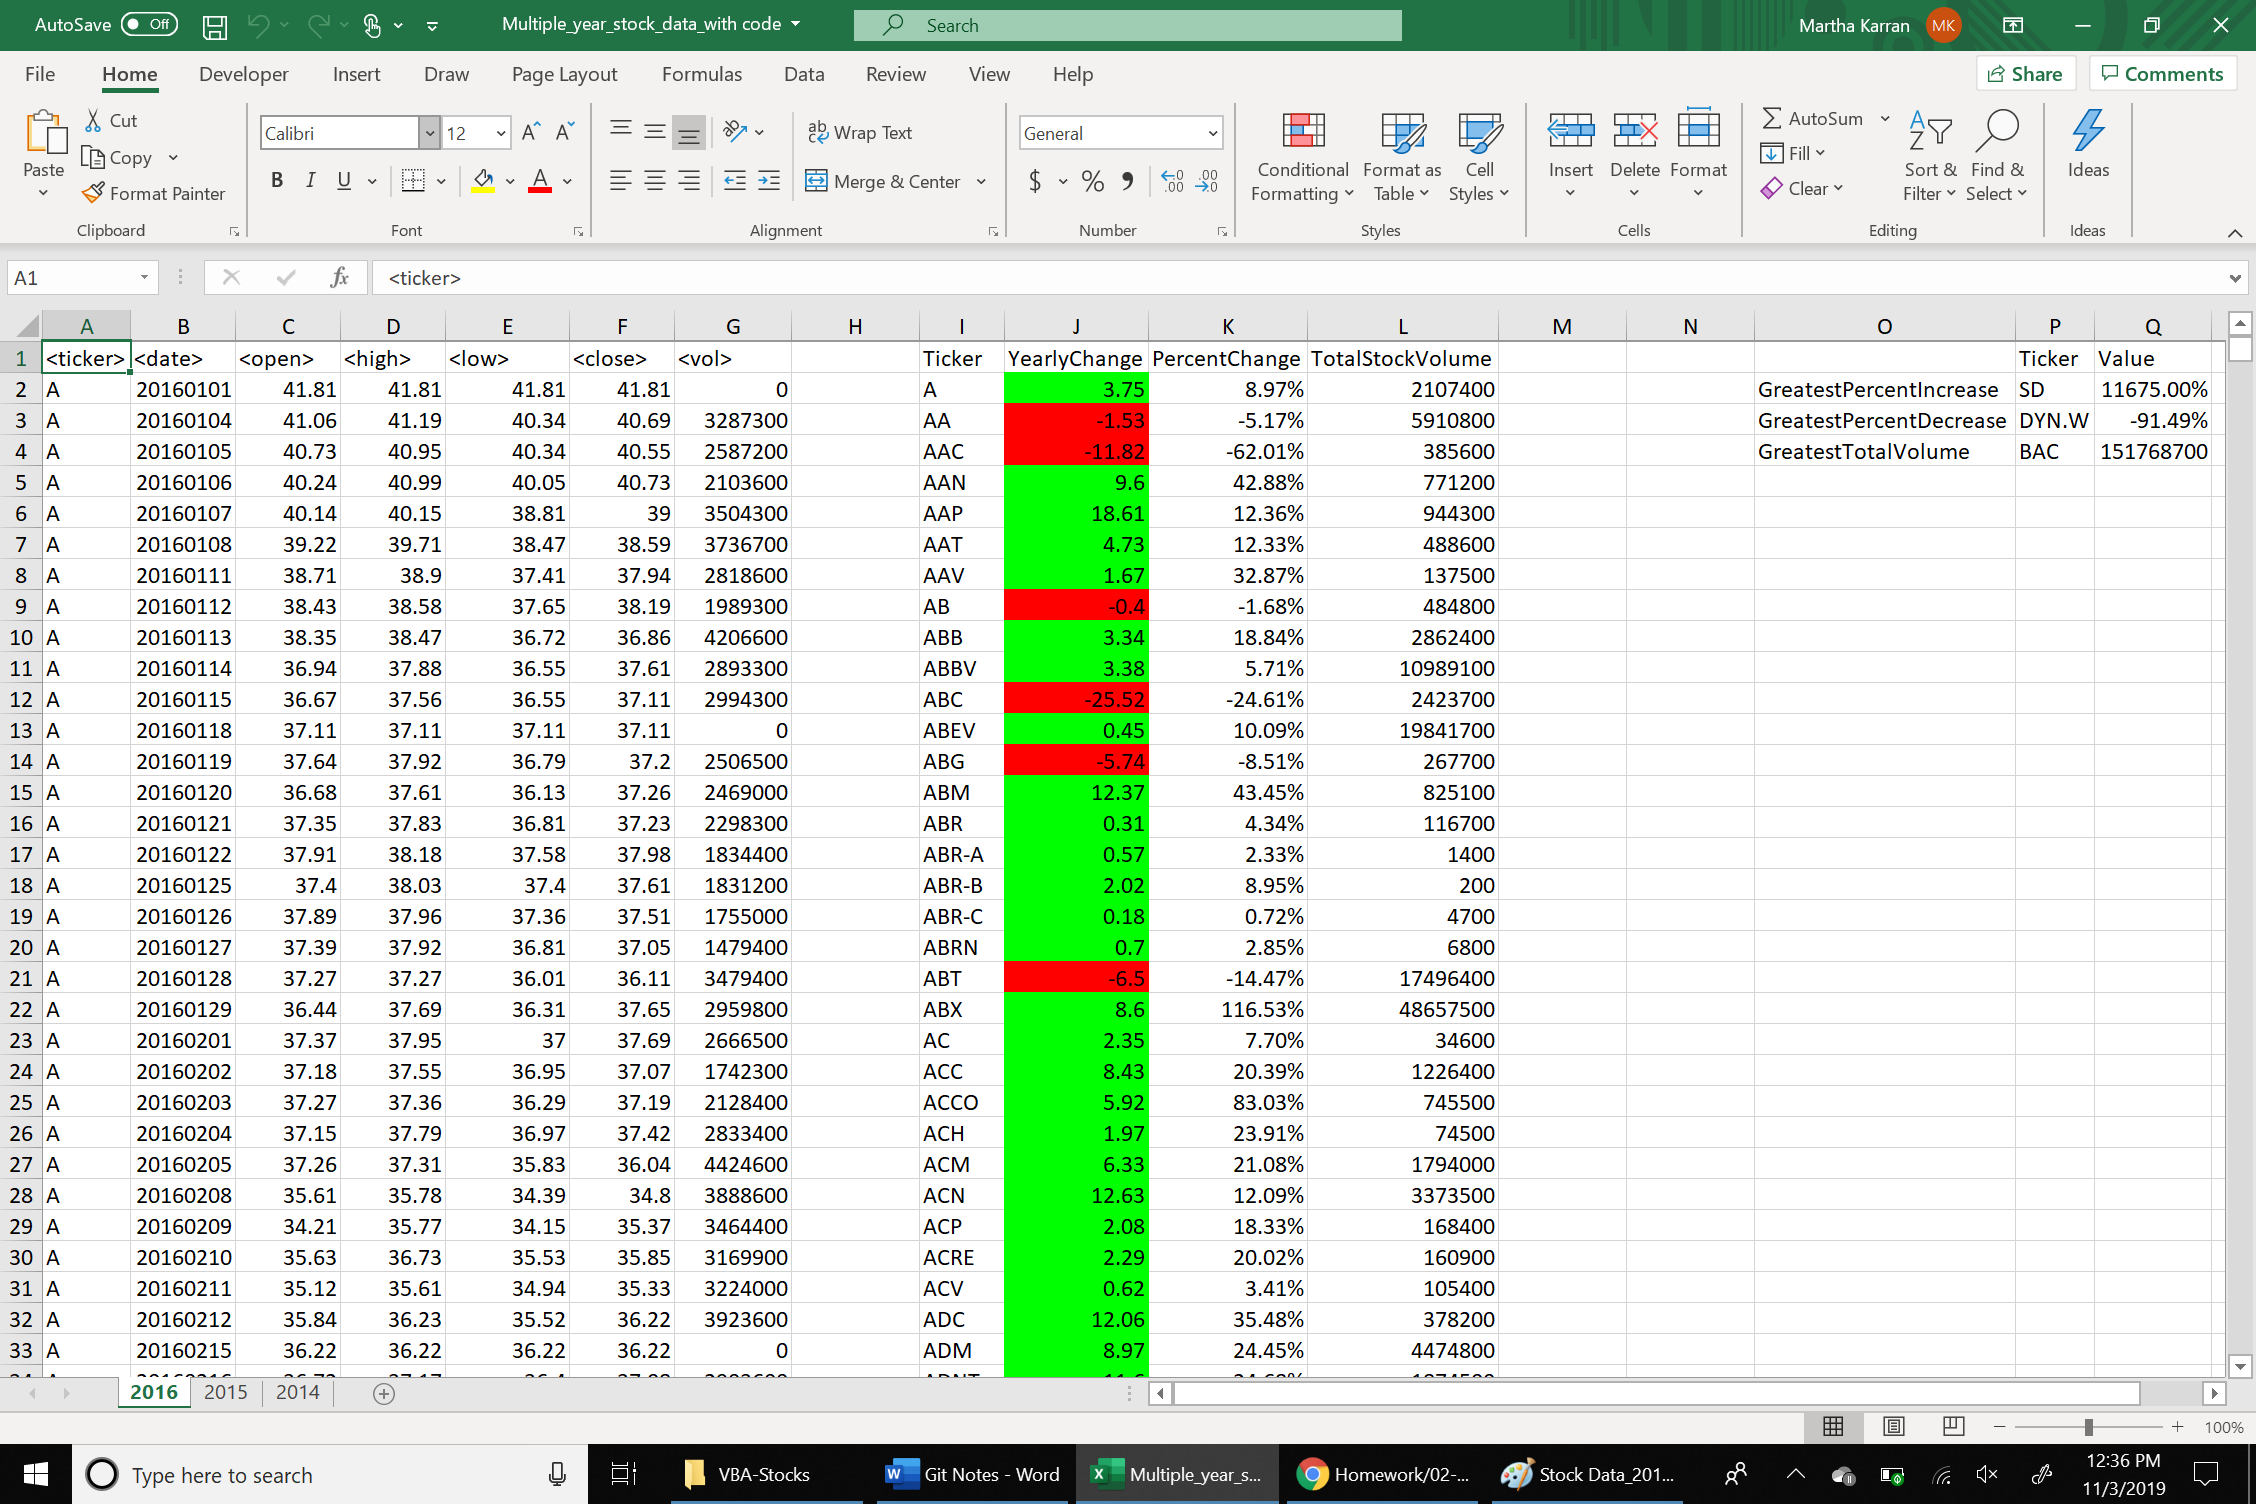 AutoSave Off Multiple_year_stock_data_with code Search Martha Karran MK
File Home Developer Insert Draw Page Layout Formulas Data Review View Help Share Comments
Cut Calibri 12 Wrap Text General AutoSum
Copy Fill
Paste Conditional Format as Cell Insert Delete Format Sort & Find & Ideas
Format Painter B I U A Merge & Center $ % Formatting Table Styles Clear Filter Select
Clipboard Font Alignment Number Styles Cells Editing Ideas
A1 fx <ticker>
A B C D E F G H I J K L M N O P Q
1 <ticker> <date> <open> <high> <low> <close> <vol> Ticker YearlyChange PercentChange TotalStockVolume Ticker Value
2 A 20160101 41.81 41.81 41.81 41.81 0 A 3.75 8.97% 2107400 GreatestPercentIncrease SD 11675.00%
3 A 20160104 41.06 41.19 40.34 40.69 3287300 AA -1.53 -5.17% 5910800 GreatestPercentDecrease DYN.W -91.49%
4 A 20160105 40.73 40.95 40.34 40.55 2587200 AAC -11.82 -62.01% 385600 GreatestTotalVolume BAC 151768700
5 A 20160106 40.24 40.99 40.05 40.73 2103600 AAN 9.6 42.88% 771200
6 A 20160107 40.14 40.15 38.81 39 3504300 AAP 18.61 12.36% 944300
7 A 20160108 39.22 39.71 38.47 38.59 3736700 AAT 4.73 12.33% 488600
8 A 20160111 38.71 38.9 37.41 37.94 2818600 AAV 1.67 32.87% 137500
9 A 20160112 38.43 38.58 37.65 38.19 1989300 AB -0.4 -1.68% 484800
10 A 20160113 38.35 38.47 36.72 36.86 4206600 ABB 3.34 18.84% 2862400
11 A 20160114 36.94 37.88 36.55 37.61 2893300 ABBV 3.38 5.71% 10989100
12 A 20160115 36.67 37.56 36.55 37.11 2994300 ABC -25.52 -24.61% 2423700
13 A 20160118 37.11 37.11 37.11 37.11 0 ABEV 0.45 10.09% 19841700
14 A 20160119 37.64 37.92 36.79 37.2 2506500 ABG -5.74 -8.51% 267700
15 A 20160120 36.68 37.61 36.13 37.26 2469000 ABM 12.37 43.45% 825100
16 A 20160121 37.35 37.83 36.81 37.23 2298300 ABR 0.31 4.34% 116700
17 A 20160122 37.91 38.18 37.58 37.98 1834400 ABR-A 0.57 2.33% 1400
18 A 20160125 37.4 38.03 37.4 37.61 1831200 ABR-B 2.02 8.95% 200
19 A 20160126 37.89 37.96 37.36 37.51 1755000 ABR-C 0.18 0.72% 4700
20 A 20160127 37.39 37.92 36.81 37.05 1479400 ABRN 0.7 2.85% 6800
21 A 20160128 37.27 37.27 36.01 36.11 3479400 ABT -6.5 -14.47% 17496400
22 A 20160129 36.44 37.69 36.31 37.65 2959800 ABX 8.6 116.53% 48657500
23 A 20160201 37.37 37.95 37 37.69 2666500 AC 2.35 7.70% 34600
24 A 20160202 37.18 37.55 36.95 37.07 1742300 ACC 8.43 20.39% 1226400
25 A 20160203 37.27 37.36 36.29 37.19 2128400 ACCO 5.92 83.03% 745500
26 A 20160204 37.15 37.79 36.97 37.42 2833400 ACH 1.97 23.91% 74500
27 A 20160205 37.26 37.31 35.83 36.04 4424600 ACM 6.33 21.08% 1794000
28 A 20160208 35.61 35.78 34.39 34.8 3888600 ACN 12.63 12.09% 3373500
29 A 20160209 34.21 35.77 34.15 35.37 3464400 ACP 2.08 18.33% 168400
30 A 20160210 35.63 36.73 35.53 35.85 3169900 ACRE 2.29 20.02% 160900
31 A 20160211 35.12 35.61 34.94 35.33 3224000 ACV 0.62 3.41% 105400
32 A 20160212 35.84 36.23 35.52 36.22 3923600 ADC 12.06 35.48% 378200
33 A 20160215 36.22 36.22 36.22 36.22 0 ADM 8.97 24.45% 4474800
2016 2015 2014
100%
Type here to search VBA-Stocks Git Notes - Word Multiple_year_s... Homework/02-... Stock Data_201... 12:36 PM
11/3/2019